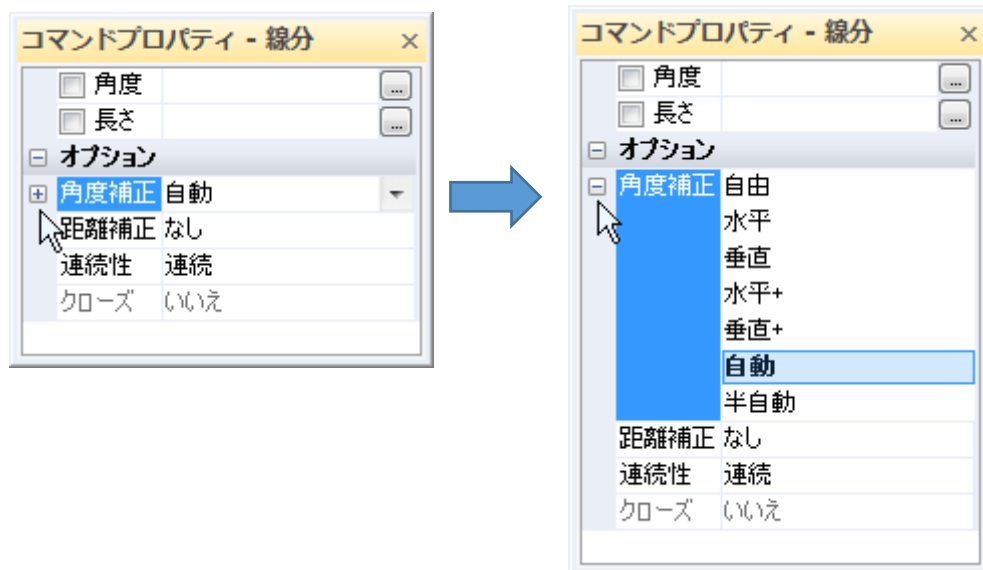 コマンドプロパティ - 線分 ×
角度 ...
長さ ...
オプション
角度補正 自動
距離補正 なし
連続性 連続
クローズ いいえ
コマンドプロパティ - 線分 ×
角度 ...
長さ ...
オプション
角度補正 自由
水平
垂直
水平+
垂直+
自動
半自動
距離補正 なし
連続性 連続
クローズ いいえ